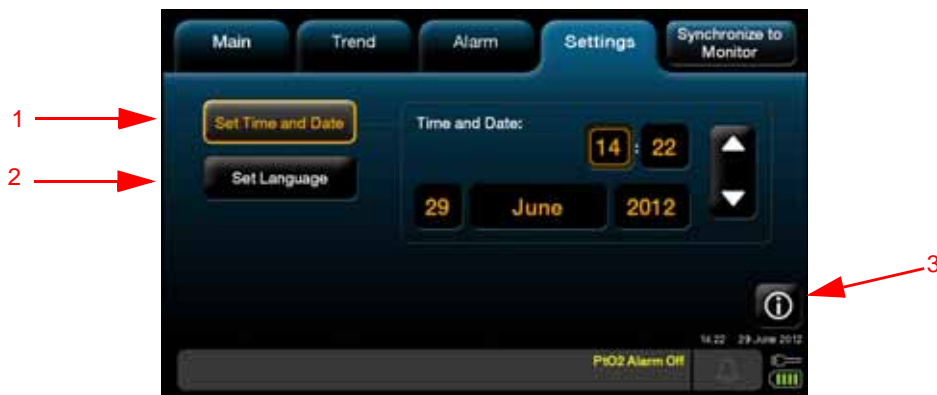 Main
Trend
Alarm
Settings
Synchronize to
Monitor
1
Set Time and Date
Time and Date:
14 : 22
2
Set Language
29 June 2012
3
14:22 29 June 2012
PtO2 Alarm Off